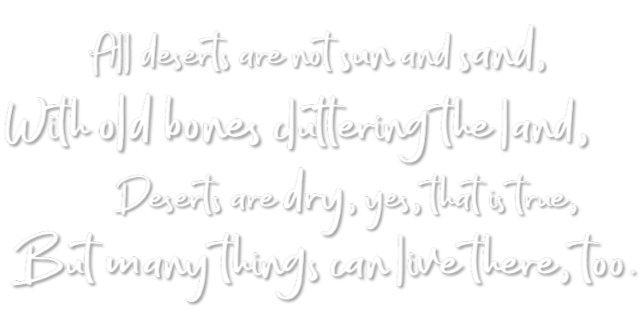 All deserts are not sun and sand,
With old bones cluttering the land,
Deserts are dry, yes, that is true,
But many things can live there, too.